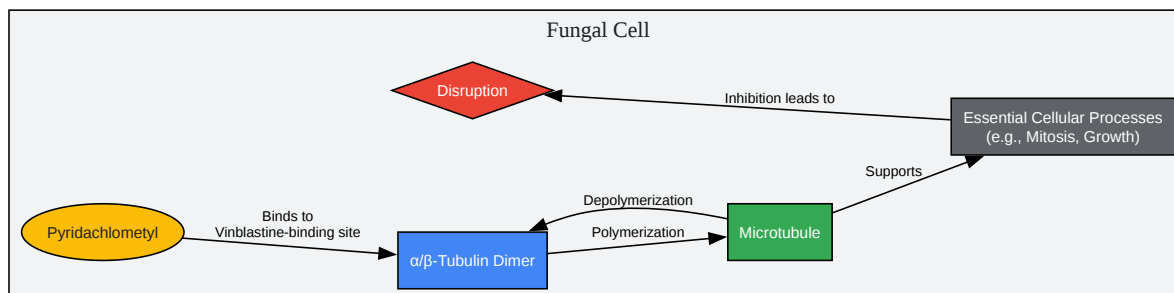 Fungal Cell
Disruption
Inhibition leads to
Essential Cellular Processes
(e.g., Mitosis, Growth)
Supports
Depolymerization
Binds to
Vinblastine-binding site
Pyridachlometyl
Polymerization
Microtubule
α/β-Tubulin Dimer